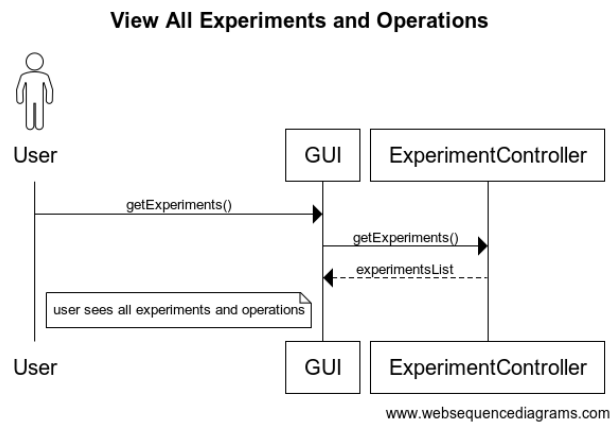 View All Experiments and Operations
User
GUI
ExperimentController
getExperiments()
getExperiments()
experimentsList
user sees all experiments and operations
User
GUI
ExperimentController
www.websequencediagrams.com